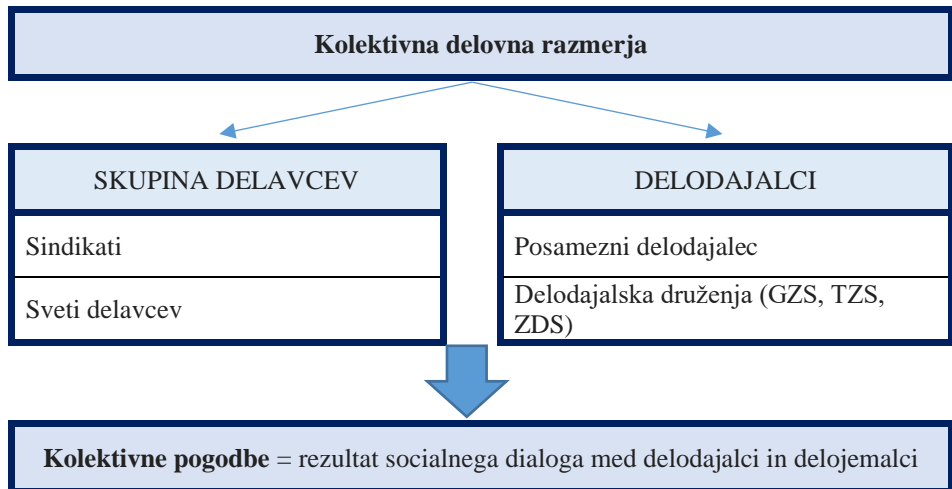 Kolektivna delovna razmerja
SKUPINA DELAVCEV
Sindikati
Sveti delavcev
DELODAJALCI
Posamezni delodajalec
Delodajalska druženja (GZS, TZS,
ZDS)
Kolektivne pogodbe = rezultat socialnega dialoga med delodajalci in delojemalci